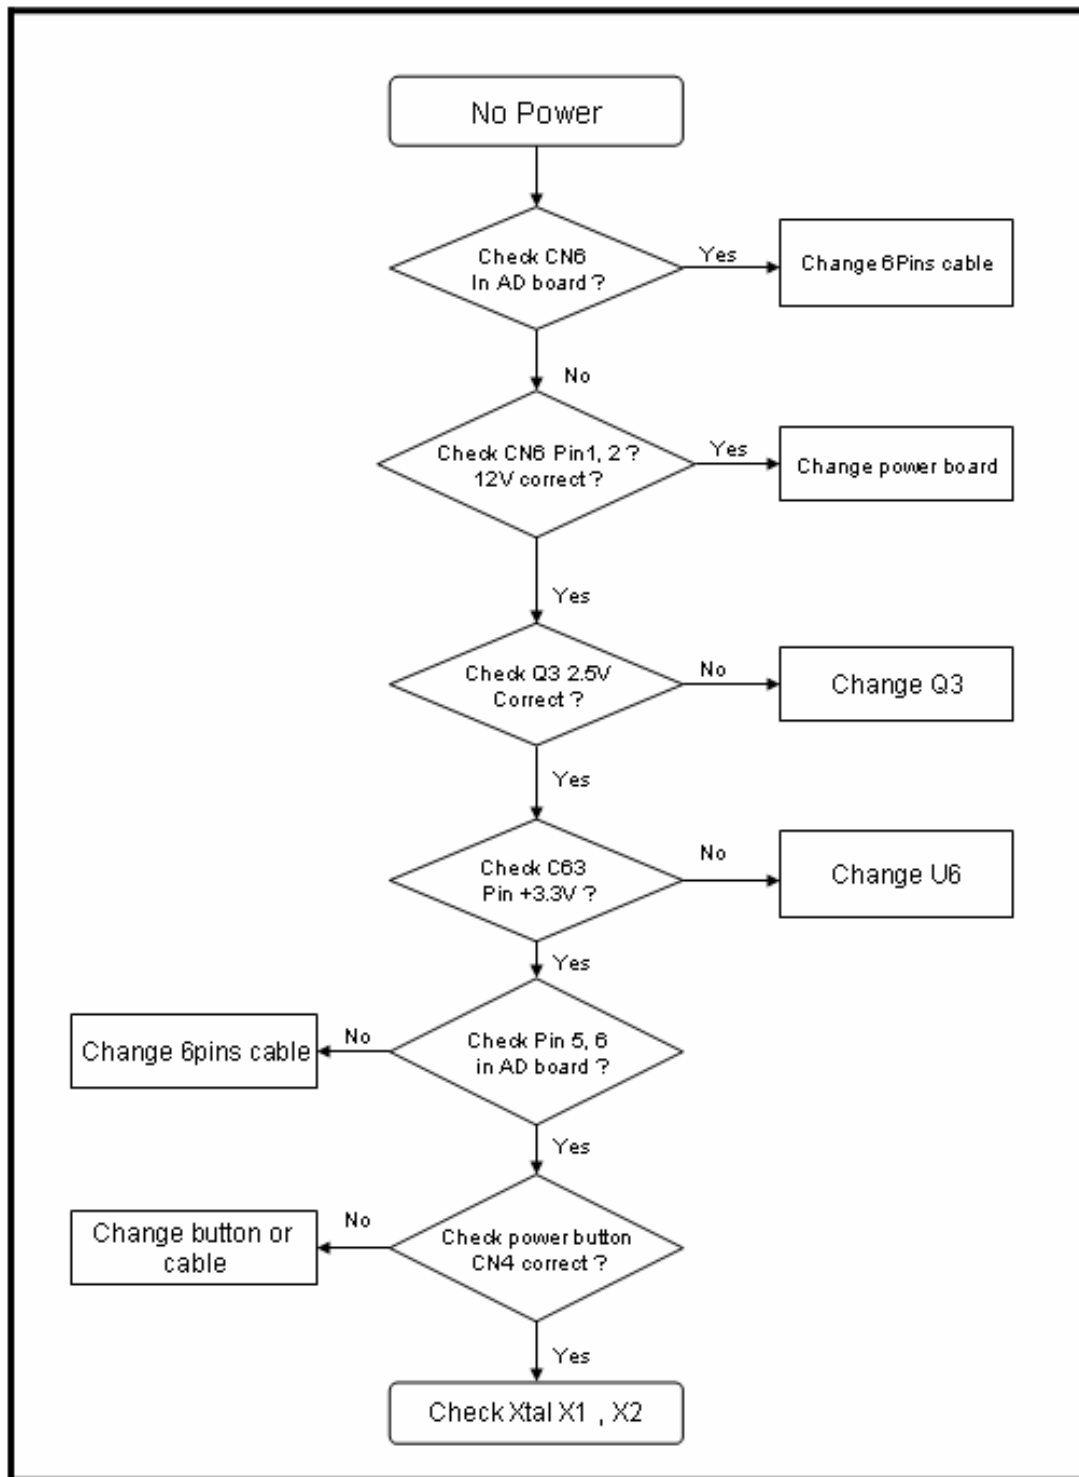 No Power
Check CN6
In AD board ?
Yes
Change 6Pins cable
No
Check CN6 Pin1, 2 ?
12V correct ?
Yes
Change power board
Yes
Check Q3 2.5V
Correct ?
No
Change Q3
Yes
Check C63
Pin +3.3V ?
No
Change U6
Yes
Check Pin 5, 6
in AD board ?
No
Change 6pins cable
Yes
Check power button
CN4 correct ?
No
Change button or
cable
Yes
Check Xtal X1 , X2